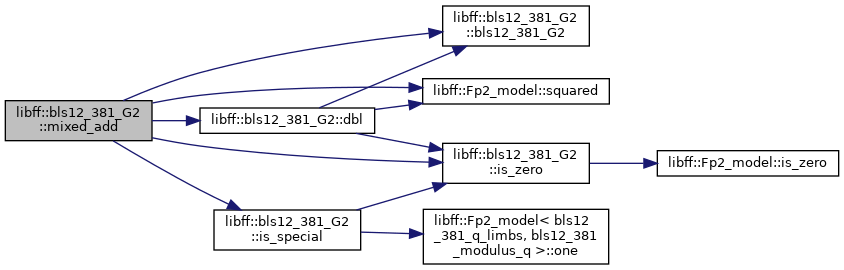 libff::bls12_381_G2
::mixed_add
libff::bls12_381_G2
::bls12_381_G2
libff::Fp2_model::squared
libff::bls12_381_G2::dbl
libff::bls12_381_G2
::is_zero
libff::Fp2_model::is_zero
libff::bls12_381_G2
::is_special
libff::Fp2_model< bls12
_381_q_limbs, bls12_381
_modulus_q >::one